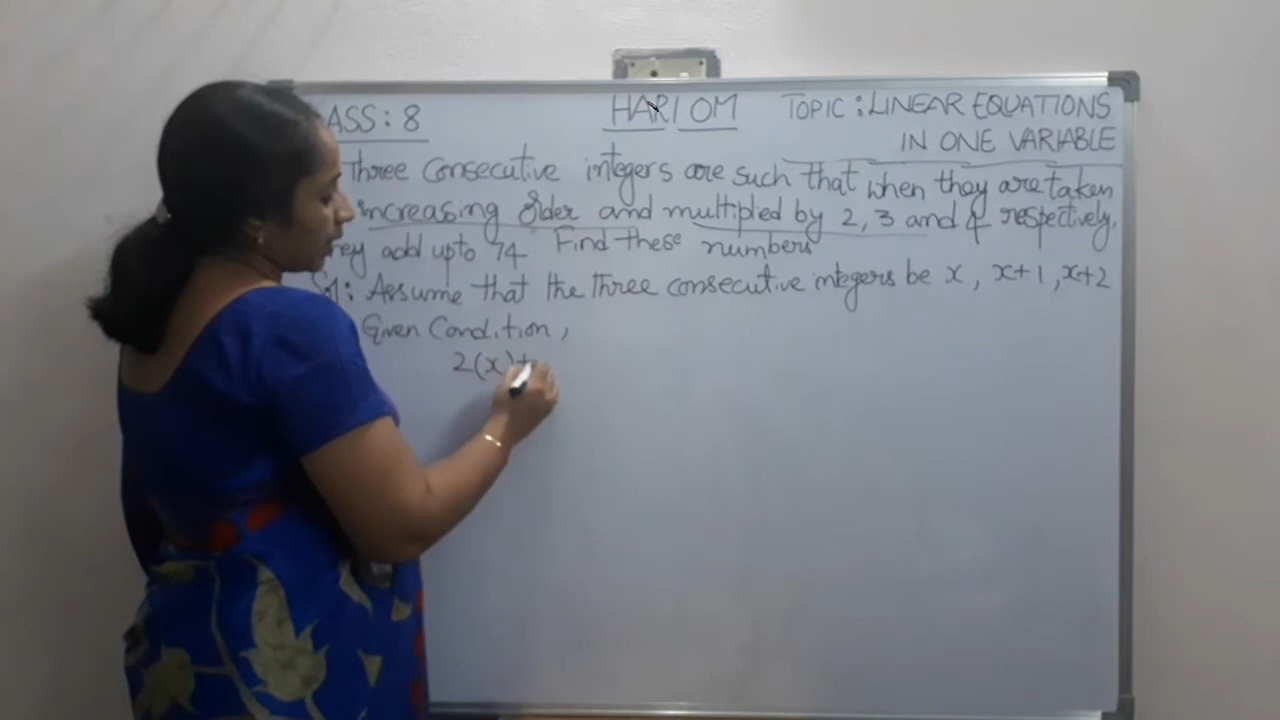 ASS : 8
HARI OM
TOPIC : LINEAR EQUATIONS
IN ONE VARIABLE
Three consecutive integers are such that when they are taken
increasing order and multiplied by 2, 3 and 4 respectively,
hey add upto 74. Find these numbers
Sol: Assume that the three consecutive integers be x, x+1, x+2
Given Condition,
2(x)+